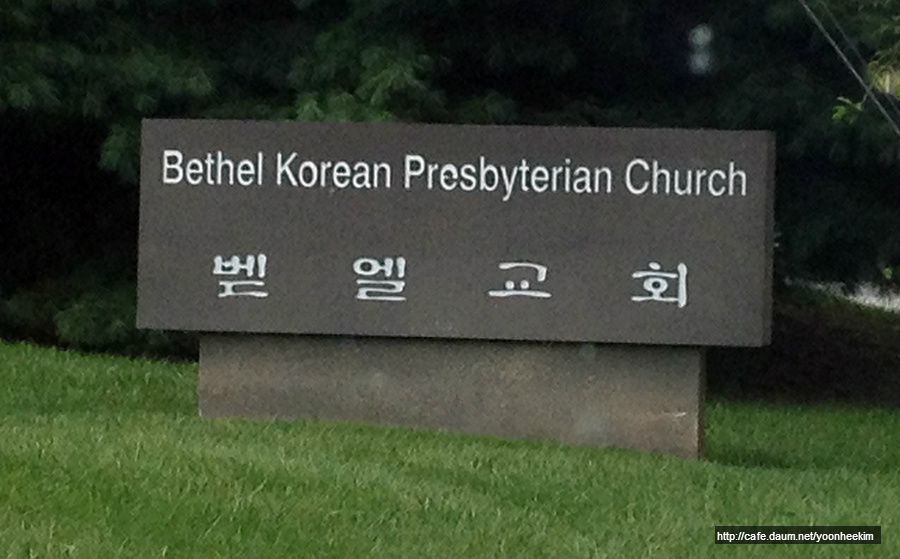 Bethel Korean Presbyterian Church
벧 엘 교 회
http://cafe.daum.net/yoonheekim